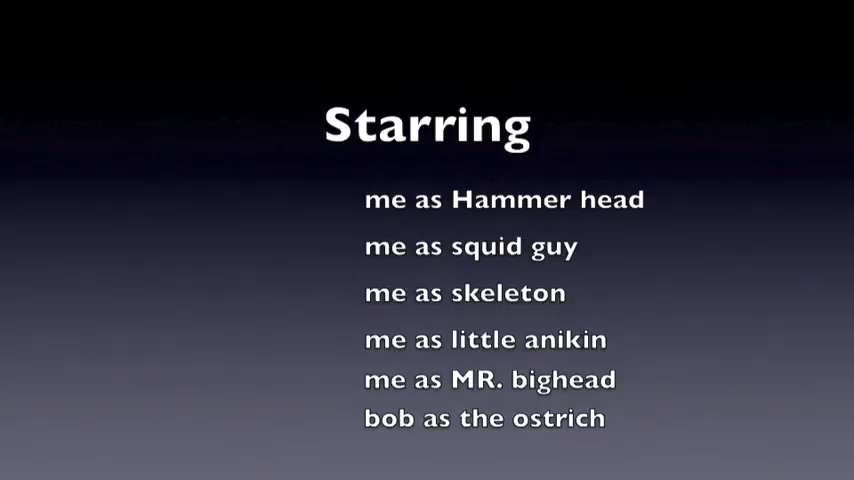 Starring
me as Hammer head
me as squid guy
me as skeleton
me as little anikin
me as MR. bighead
bob as the ostrich